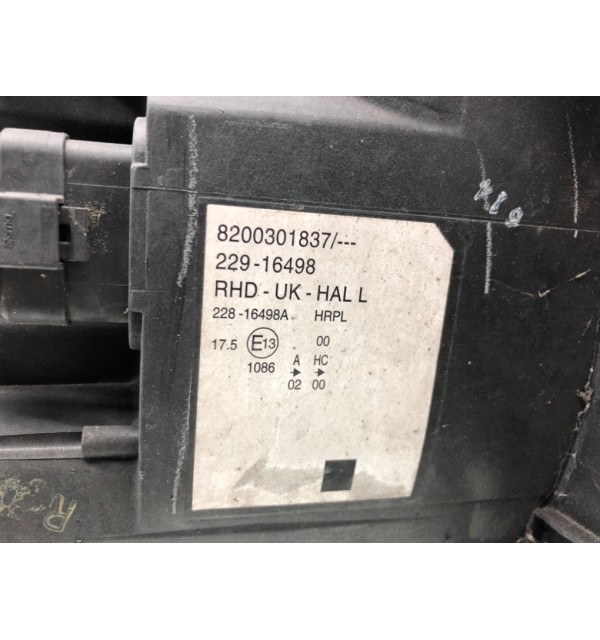 8200301837/---
229-16498
RHD - UK - HAL L
228 -16498A HRPL
17.5 E13 . 00
1086 A HC
02 00